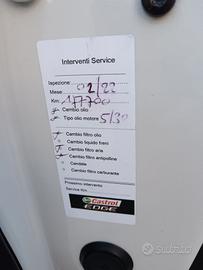 Interventi Service
Ispezione:
Mese: 02/22
Km: 177700
Cambio olio
Tipo olio motore 5/30
Cambio filtro olio
Cambio liquido freni
Cambio filtro aria
Cambio filtro antipolline
Candele
Cambio filtro carburante
Prossimo intervento
Service Km.
Castrol
EDGE
Subito